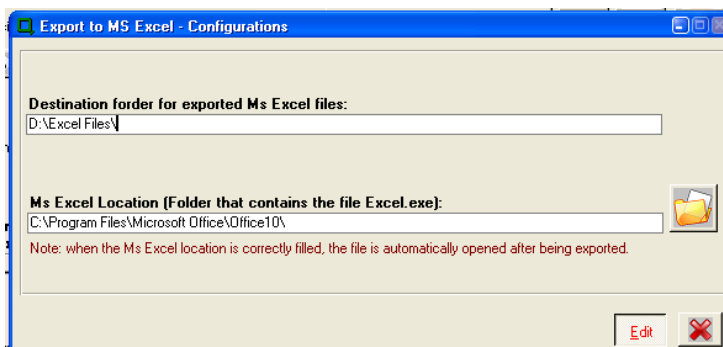 Export to MS Excel - Configurations
Destination forder for exported Ms Excel files:
D:\Excel Files\
Ms Excel Location (Folder that contains the file Excel.exe):
C:\Program Files\Microsoft Office\Office10\
Note: when the Ms Excel location is correctly filled, the file is automatically opened after being exported.
Edit